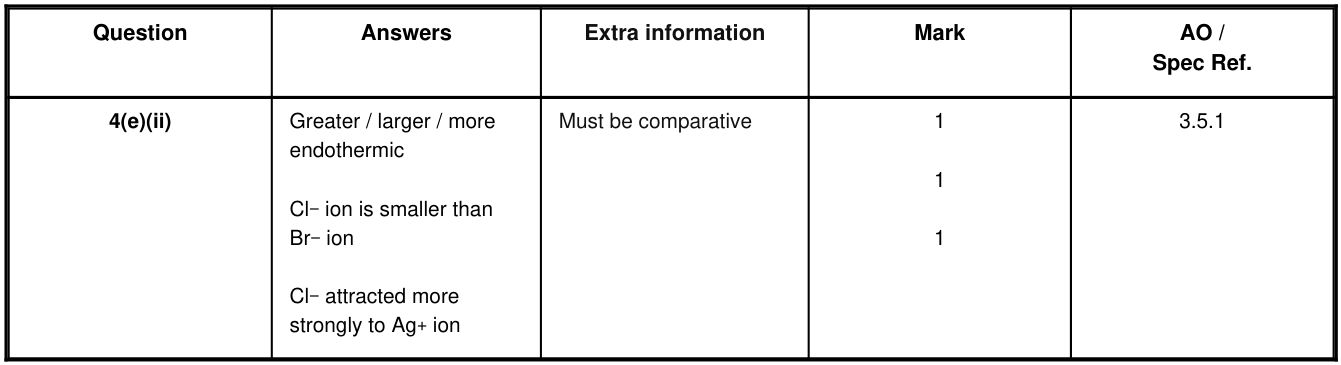 Question Answers Extra information Mark AO /
Spec Ref.
4(e)(ii) Greater / larger / more Must be comparative 1 3.5.1
endothermic
1
Cl– ion is smaller than
Br– ion 1
Cl– attracted more
strongly to Ag+ ion